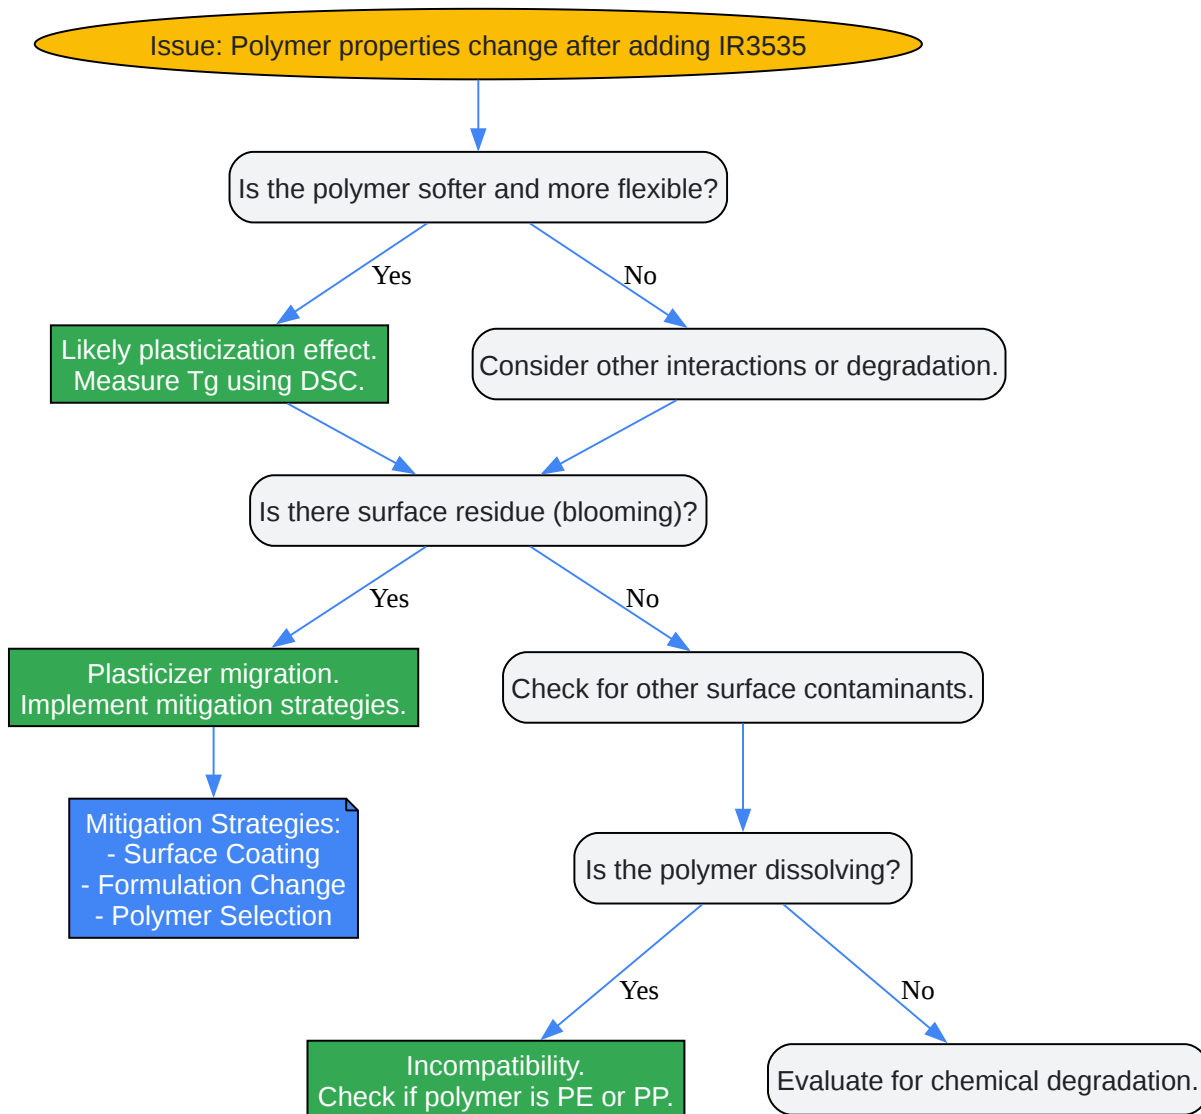 Issue: Polymer properties change after adding IR3535
Is the polymer softer and more flexible?
Yes
No
Likely plasticization effect.
Measure Tg using DSC.
Consider other interactions or degradation.
Is there surface residue (blooming)?
Yes
No
Plasticizer migration.
Implement mitigation strategies.
Check for other surface contaminants.
Mitigation Strategies:
- Surface Coating
- Formulation Change
- Polymer Selection
Is the polymer dissolving?
Yes
No
Incompatibility.
Check if polymer is PE or PP.
Evaluate for chemical degradation.